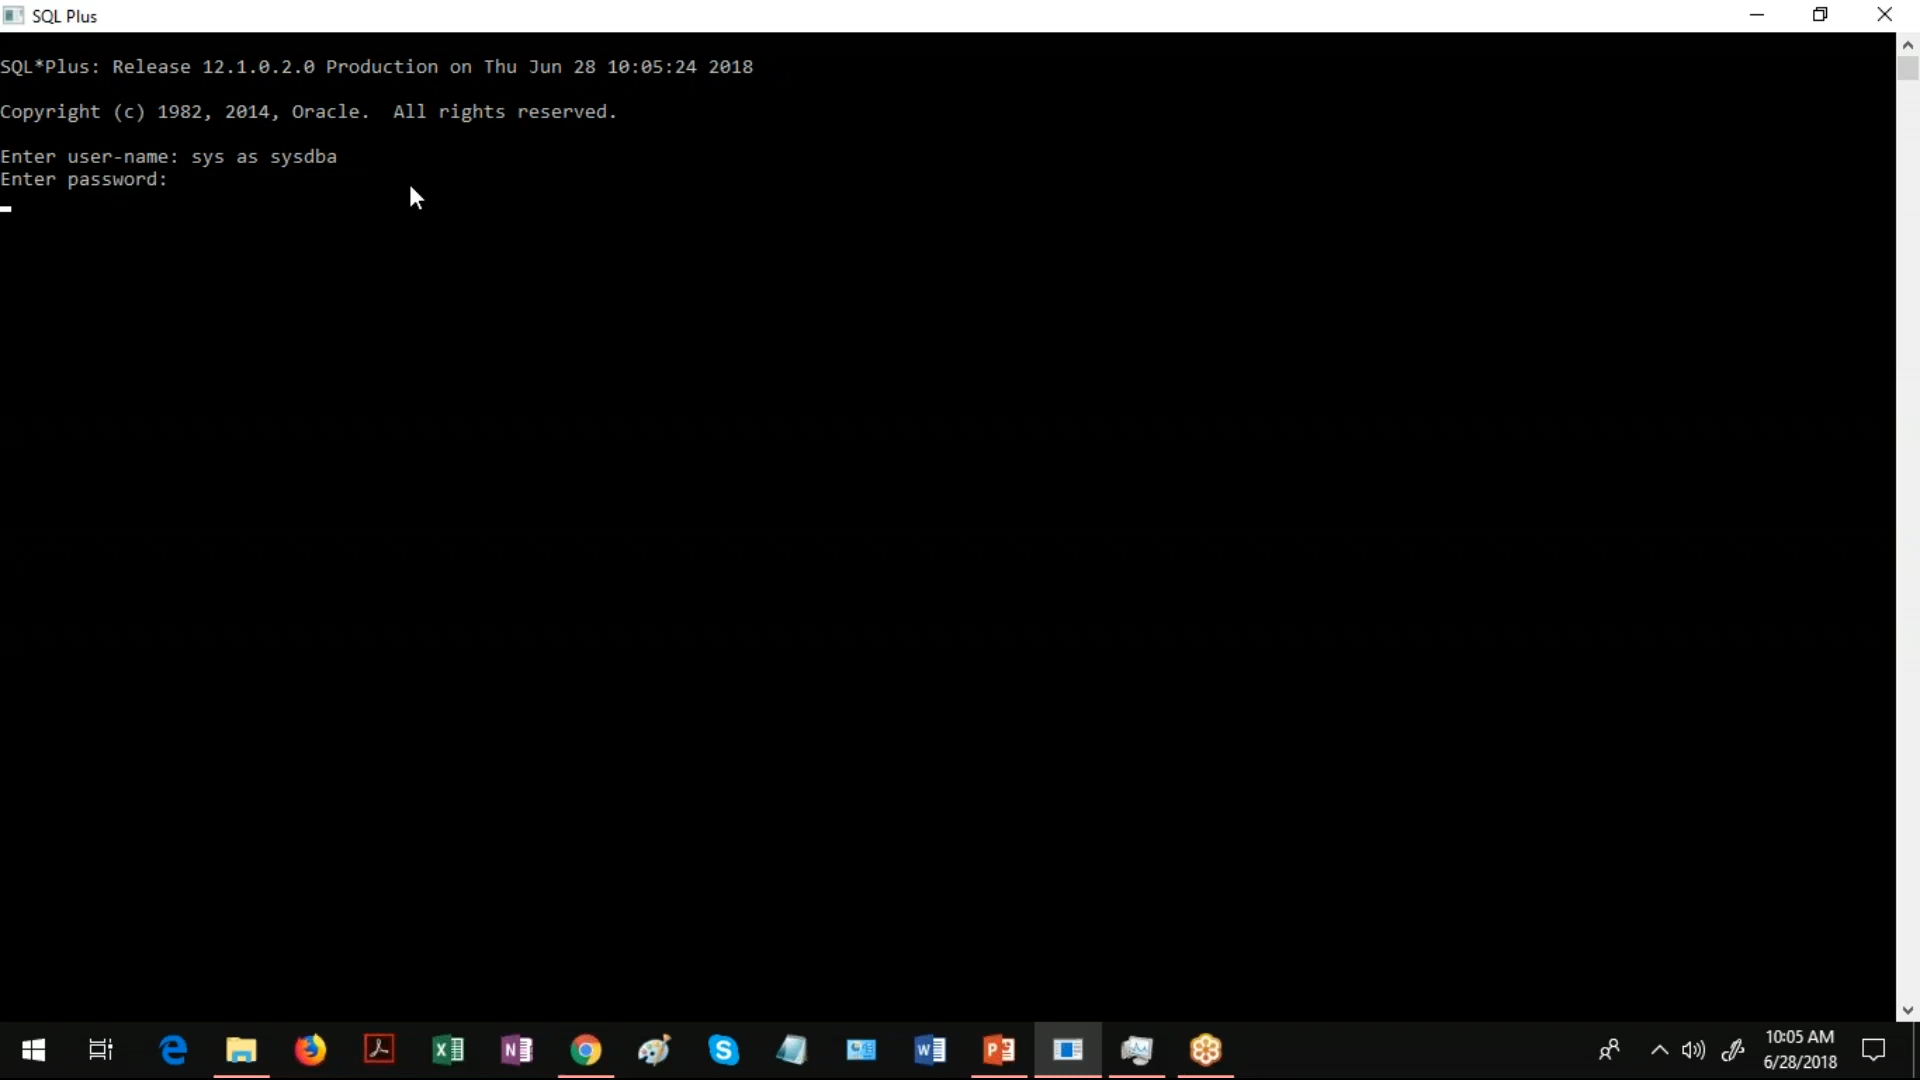 SQL Plus
SQL*Plus: Release 12.1.0.2.0 Production on Thu Jun 28 10:05:24 2018
Copyright (c) 1982, 2014, Oracle.  All rights reserved.
Enter user-name: sys as sysdba
Enter password:
10:05 AM
6/28/2018